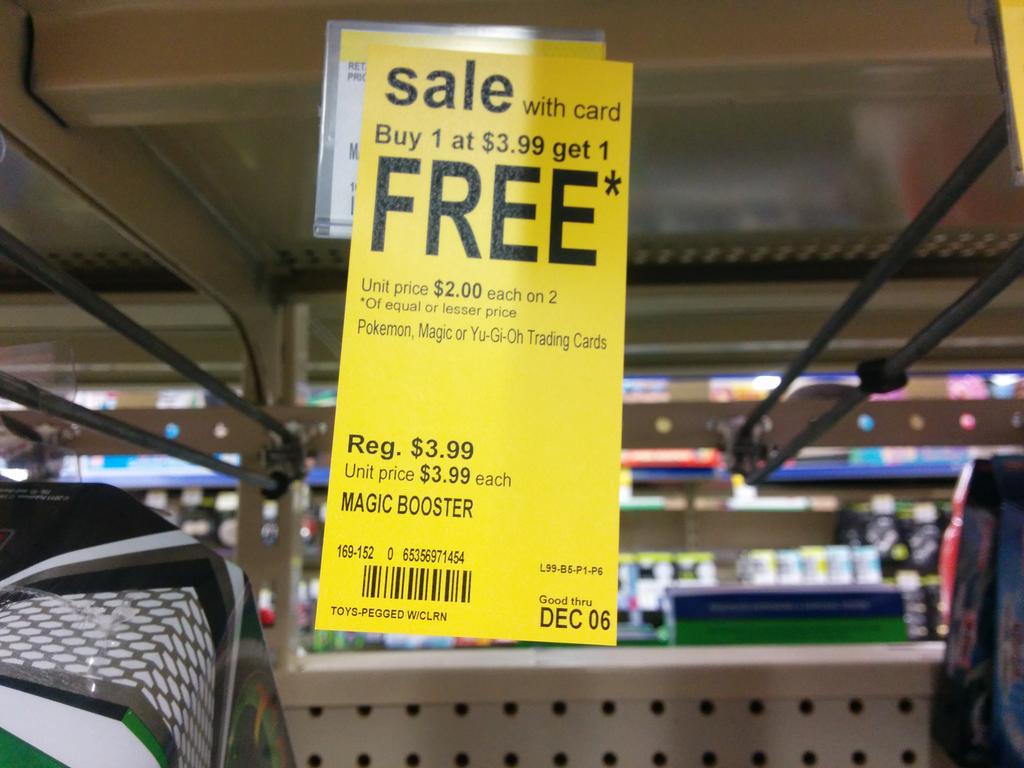 RET
PRIC
M
sale with card
Buy 1 at $3.99 get 1
FREE*
Unit price $2.00 each on 2
*Of equal or lesser price
Pokemon, Magic or Yu-Gi-Oh Trading Cards
Reg. $3.99
Unit price $3.99 each
MAGIC BOOSTER
169-152 0 65356971454
L99-B5-P1-P6
TOYS-PEGGED W/CLRN
Good thru
DEC 06